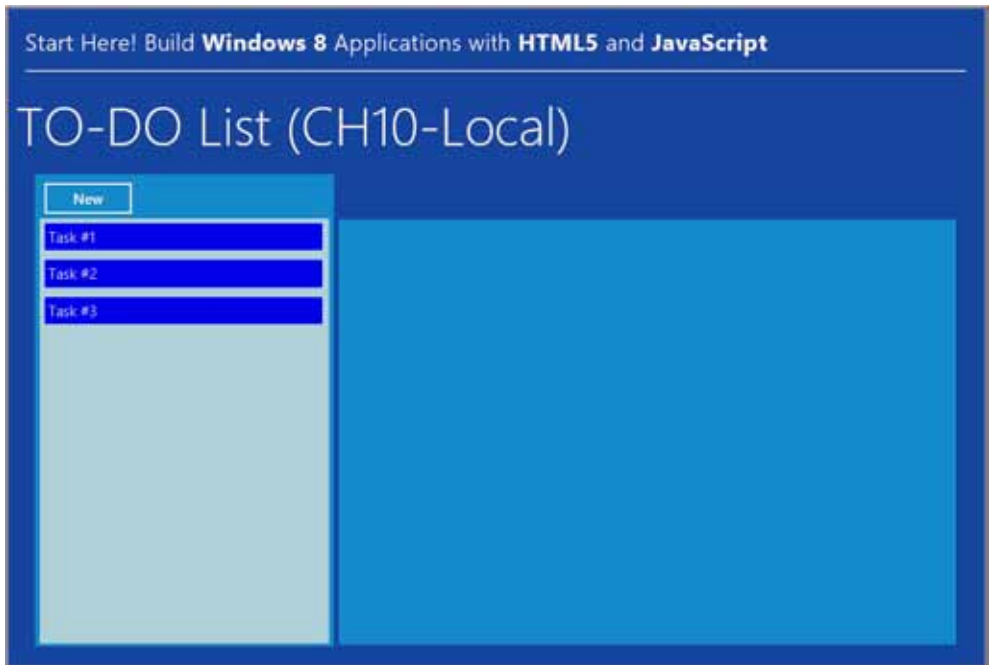 Start Here! Build Windows 8 Applications with HTML5 and JavaScript
TO-DO List (CH10-Local)
New
Task #1
Task #2
Task #3